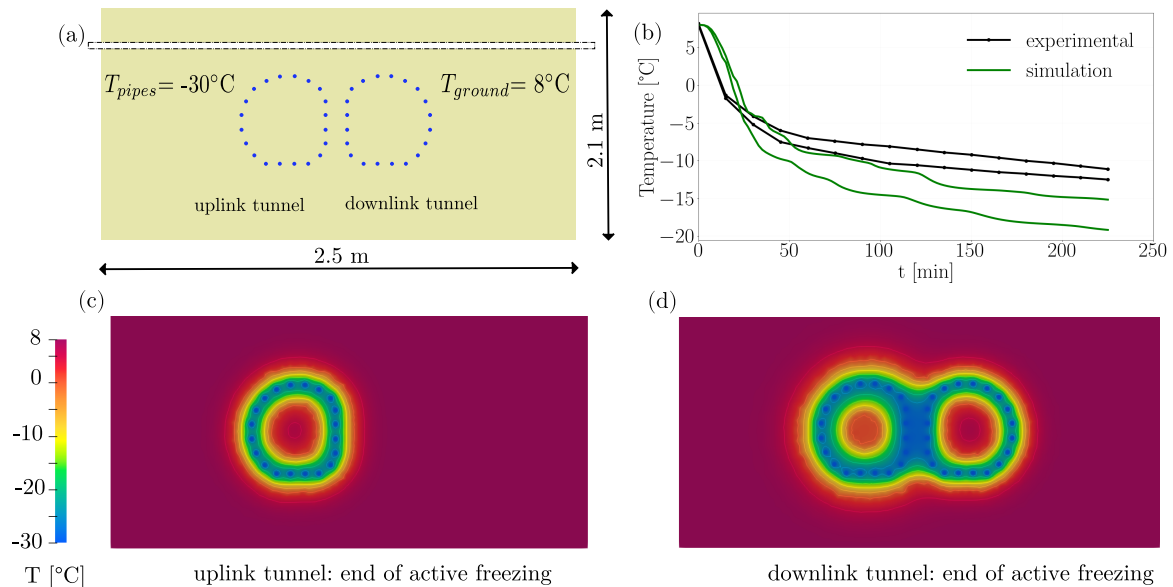 (a)
T_pipes= -30°C
T_ground= 8°C
uplink tunnel
downlink tunnel
2.5 m
2.1 m
(b)
Temperature [°C]
5
0
−5
−10
−15
−20
experimental
simulation
0
50
100
150
200
250
t [min]
(c)
8
0
-10
-20
-30
T [°C]
uplink tunnel: end of active freezing
(d)
downlink tunnel: end of active freezing